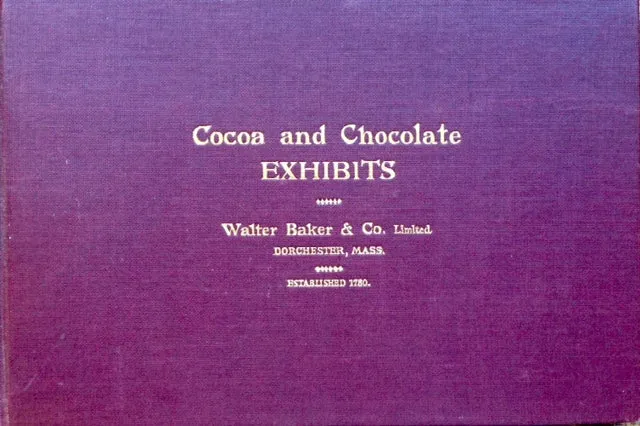 Cocoa and Chocolate
EXHIBITS
Walter Baker & Co. Limited.
DORCHESTER, MASS.
ESTABLISHED 1780.